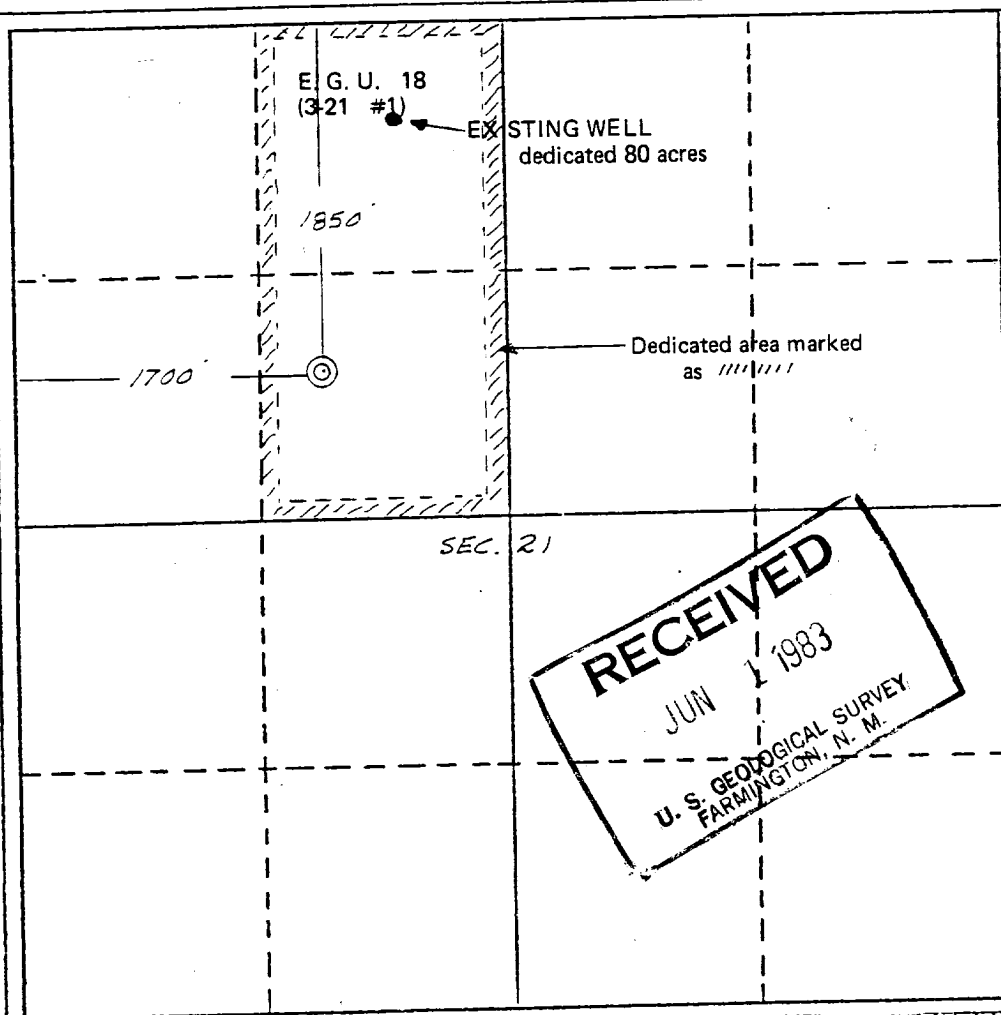 E. G. U. 18
(3-21 #1)
EXISTING WELL
dedicated 80 acres
1850'
Dedicated area marked
as
1700'
SEC. 21
RECEIVED
JUN 1 1983
U. S. GEOLOGICAL SURVEY
FARMINGTON, N. M.